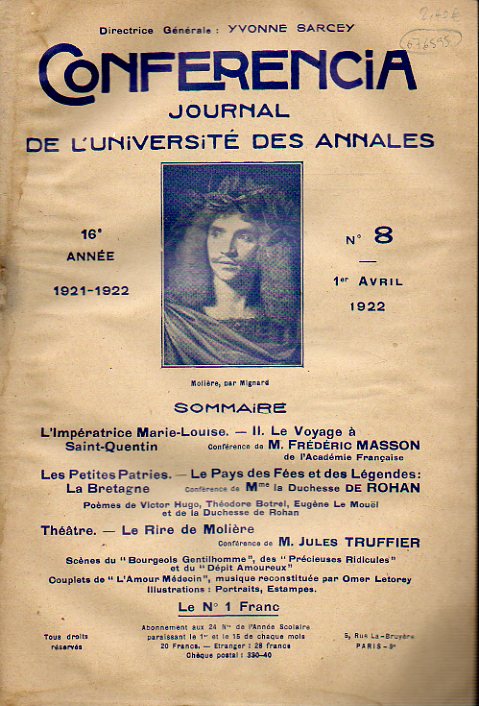 Directrice Générale : YVONNE SARCEY
CONFERENCIA
JOURNAL
DE L'UNIVERSITÉ DES ANNALES
16e
ANNÉE
1921-1922
N° 8
1er AVRIL
1922
Molière, par Mignard
SOMMAIRE
L'Impératrice Marie-Louise. — II. Le Voyage à
Saint-Quentin Conférence de M. FRÉDÉRIC MASSON
de l'Académie Française
Les Petites Patries. — Le Pays des Fées et des Légendes:
La Bretagne Conférence de Mme la Duchesse DE ROHAN
Poèmes de Victor Hugo, Théodore Botrel, Eugène Le Mouël
et de la Duchesse de Rohan
Théâtre. — Le Rire de Molière
Conférence de M. JULES TRUFFIER
Scènes du "Bourgeois Gentilhomme", des "Précieuses Ridicules"
et du "Dépit Amoureux"
Couplets de "L'Amour Médecin", musique reconstituée par Omer Letorey
Illustrations : Portraits, Estampes.
Le N° 1 Franc
Tous droits
réservés
Abonnement aux 24 Nos de l'Année Scolaire
paraissant le 1er et le 15 de chaque mois
20 Francs. — Etranger : 28 francs
Chèque postal : 330-40
5, Rue La-Bruyère
PARIS-9e